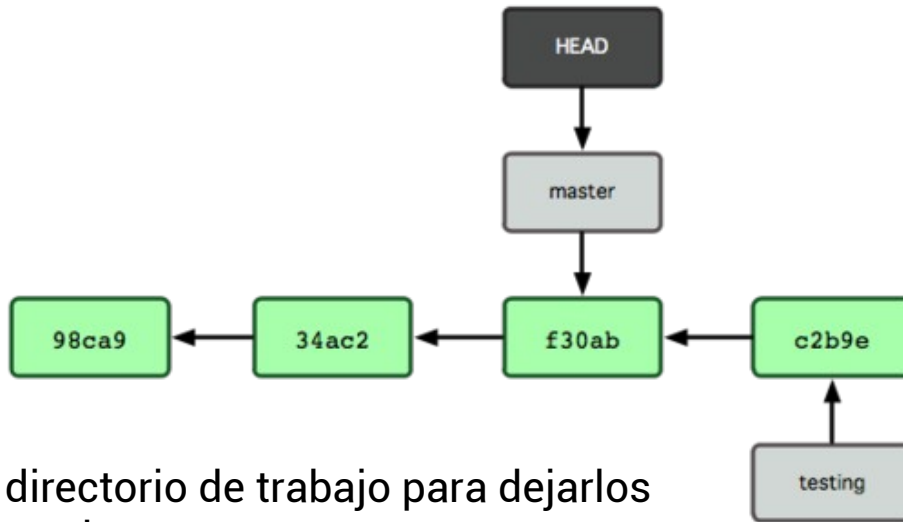 HEAD
master
98ca9
34ac2
f30ab
c2b9e
testing
directorio de trabajo para dejarlos